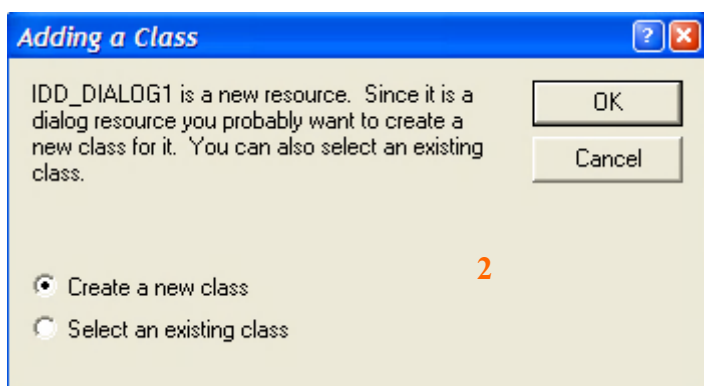 Adding a Class
IDD_DIALOG1 is a new resource. Since it is a
dialog resource you probably want to create a
new class for it. You can also select an existing
class.
OK
Cancel
2
Create a new class
Select an existing class